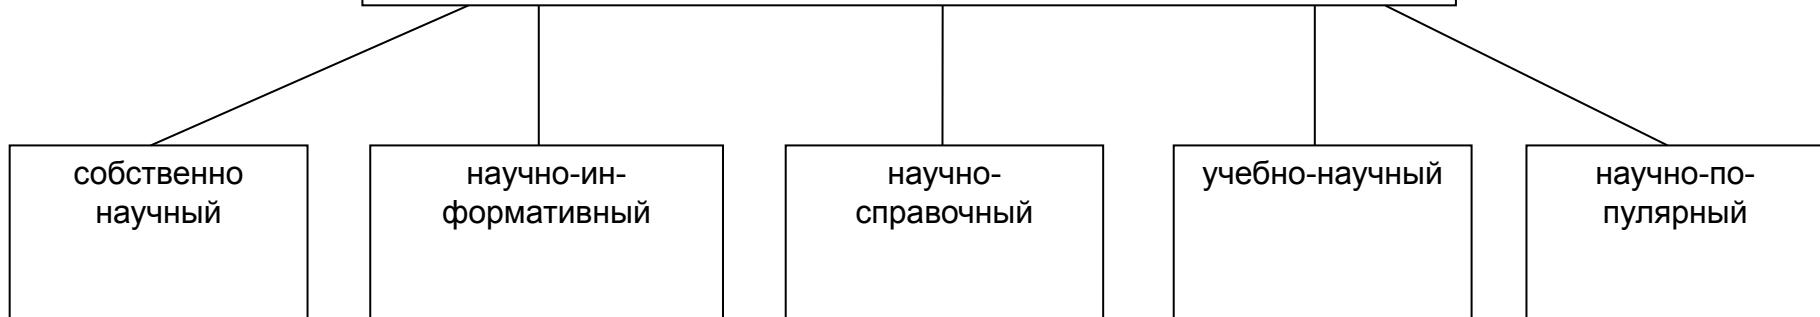 собственно
научный
научно-ин-
формативный
научно-
справочный
учебно-научный
научно-по-
пулярный